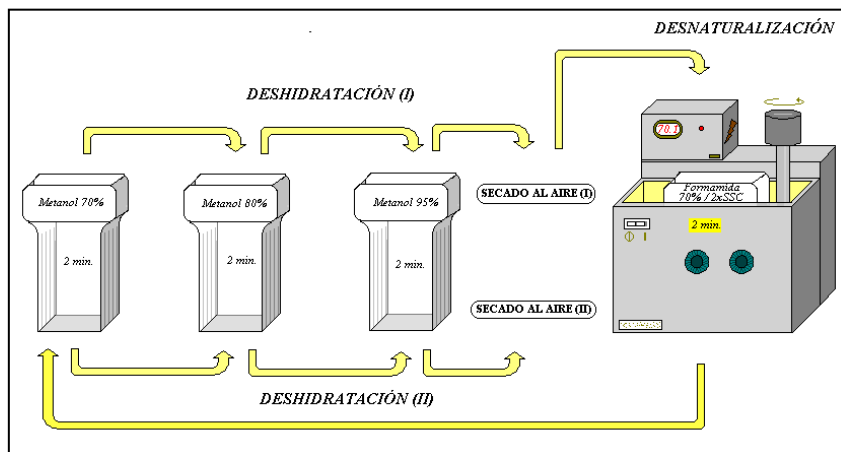 DESNATURALIZACIÓN
DESHIDRATACIÓN (I)
70.1
Metanol 70%
Metanol 80%
Metanol 95%
SECADO AL AIRE (I)
Formamida
70% / 2xSSC
2 min.
2 min.
2 min.
2 min.
SECADO AL AIRE (II)
DESHIDRATACIÓN (II)